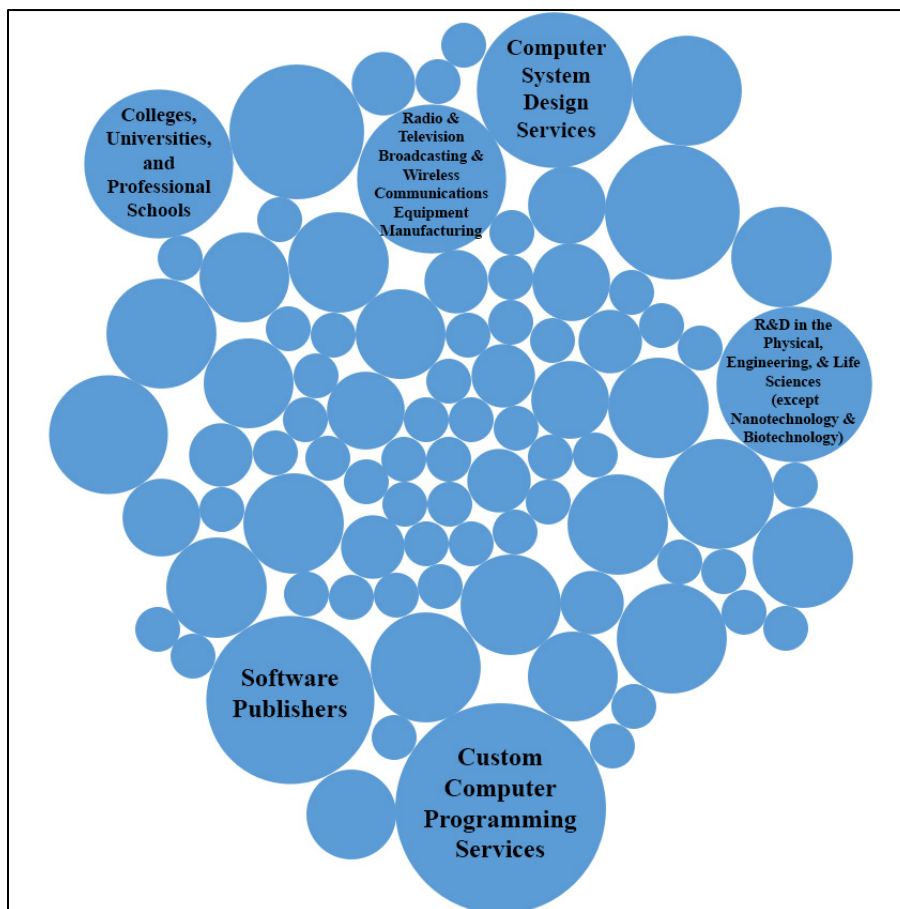 Computer
System
Design
Services
Colleges,
Universities,
and
Professional
Schools
Radio &
Television
Broadcasting &
Wireless
Communications
Equipment
Manufacturing
R&D in the
Physical,
Engineering, & Life
Sciences
(except
Nanotechnology &
Biotechnology)
Software
Publishers
Custom
Computer
Programming
Services